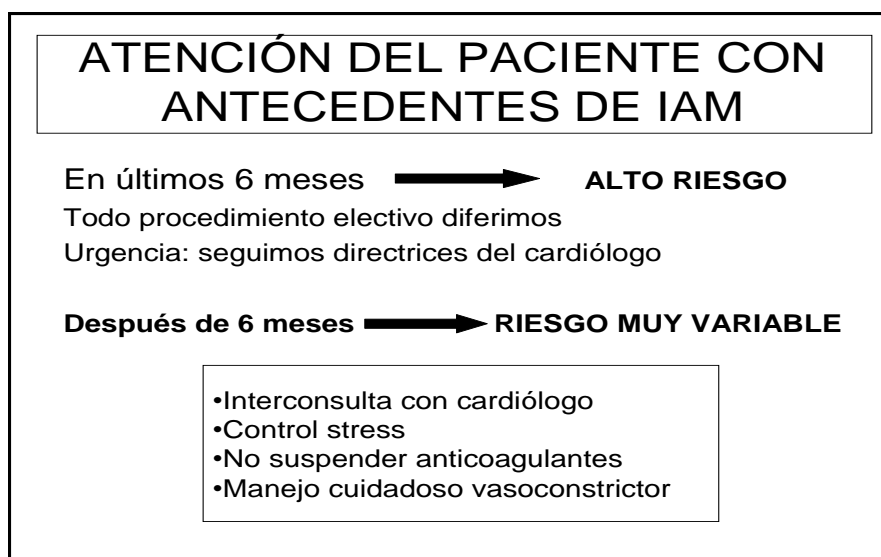 ATENCIÓN DEL PACIENTE CON
ANTECEDENTES DE IAM
En últimos 6 meses ALTO RIESGO
Todo procedimiento electivo diferimos
Urgencia: seguimos directrices del cardiólogo
Después de 6 meses RIESGO MUY VARIABLE
•Interconsulta con cardiólogo
•Control stress
•No suspender anticoagulantes
•Manejo cuidadoso vasoconstrictor